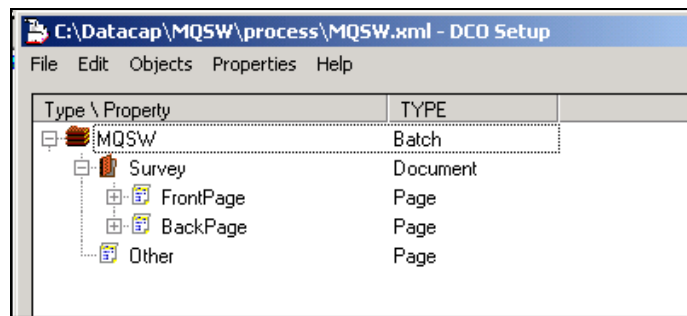 C:\Datacap\MQSW\process\MQSW.xml - DCO Setup
File Edit Objects Properties Help
Type \ Property TYPE
MQSW Batch
Survey Document
FrontPage Page
BackPage Page
Other Page